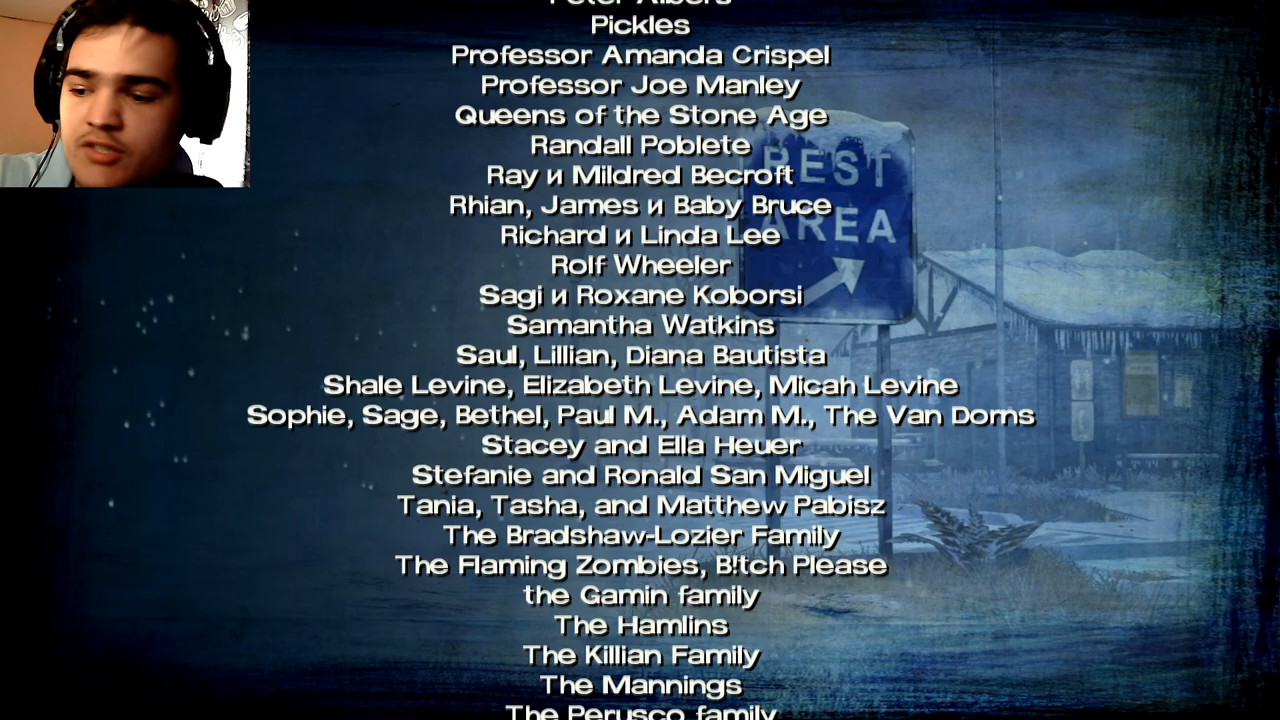 Peter Albers
Pickles
Professor Amanda Crispel
Professor Joe Manley
Queens of the Stone Age
Randall Poblete
Ray и Mildred Becroft
Rhian, James и Baby Bruce
Richard и Linda Lee
Rolf Wheeler
Sagi и Roxane Koborsi
Samantha Watkins
Saul, Lillian, Diana Bautista
Shale Levine, Elizabeth Levine, Micah Levine
Sophie, Sage, Bethel, Paul M., Adam M., The Van Dorns
Stacey and Ella Heuer
Stefanie and Ronald San Miguel
Tania, Tasha, and Matthew Pabisz
The Bradshaw-Lozier Family
The Flaming Zombies, B!tch Please
the Gamin family
The Hamlins
The Killian Family
The Mannings
The Perusco family
REST
AREA